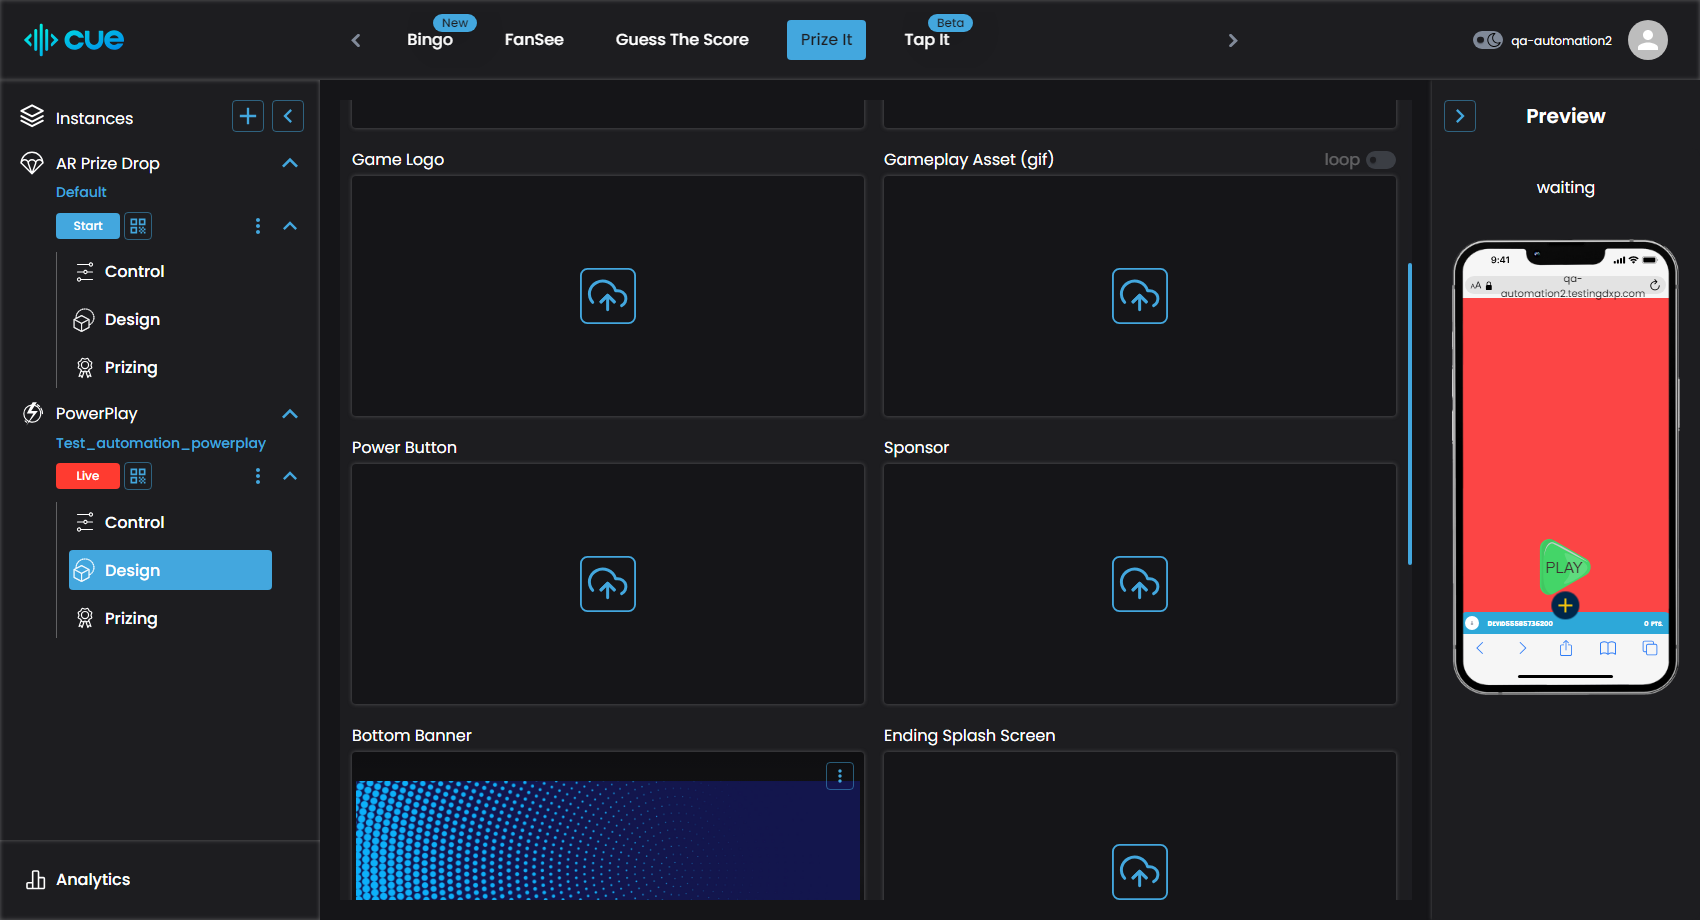 cue
Bingo
New
FanSee
Guess The Score
Prize It
Tap It
Beta
qa-automation2
Instances
AR Prize Drop
Default
Start
Control
Design
Prizing
PowerPlay
Test_automation_powerplay
Live
Control
Design
Prizing
Analytics
Game Logo
Gameplay Asset (gif)
loop
Power Button
Sponsor
Bottom Banner
Ending Splash Screen
Preview
waiting
9:41
AA
qa-
automation2.testingdxp.com
PLAY
0 PTS.